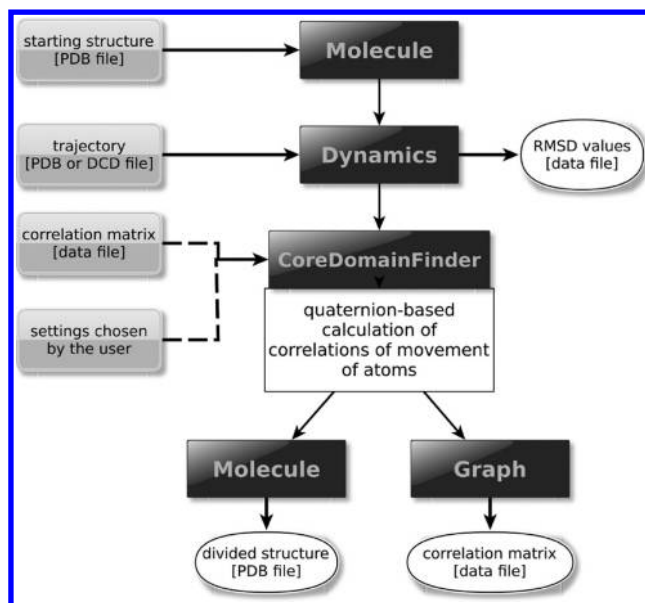 starting structure
[PDB file]
Molecule
trajectory
[PDB or DCD file]
Dynamics
RMSD values
[data file]
correlation matrix
[data file]
CoreDomainFinder
settings chosen
by the user
quaternion-based
calculation of
correlations of movement
of atoms
Molecule
Graph
divided structure
[PDB file]
correlation matrix
[data file]